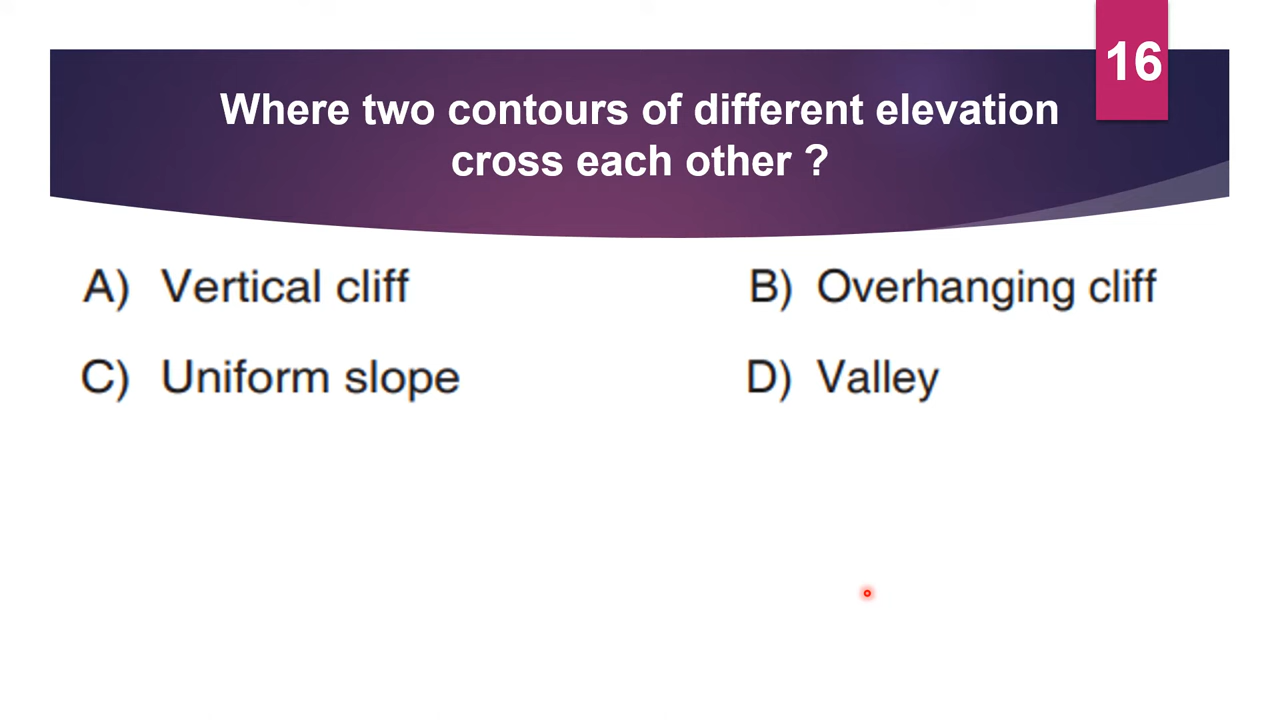 16
Where two contours of different elevation
cross each other ?
A) Vertical cliff
B) Overhanging cliff
C) Uniform slope
D) Valley